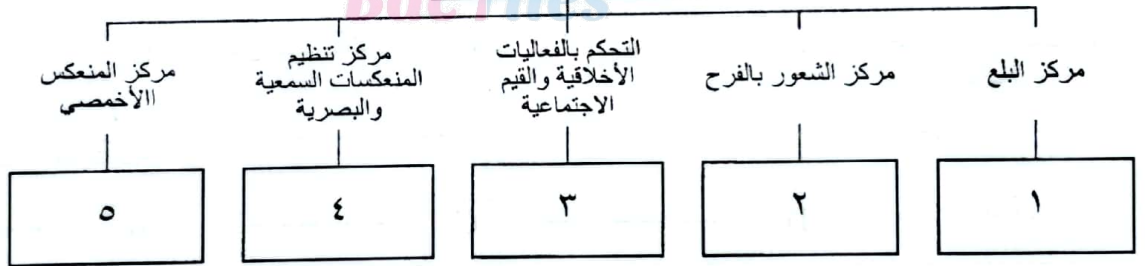 مركز البلع
مركز الشعور بالفرح
التحكم بالفعاليات
الأخلاقية والقيم
الاجتماعية
مركز تنظيم
المنعكسات السمعية
والبصرية
مركز المنعكس
الأخمصي
١
٢
٣
٤
٥